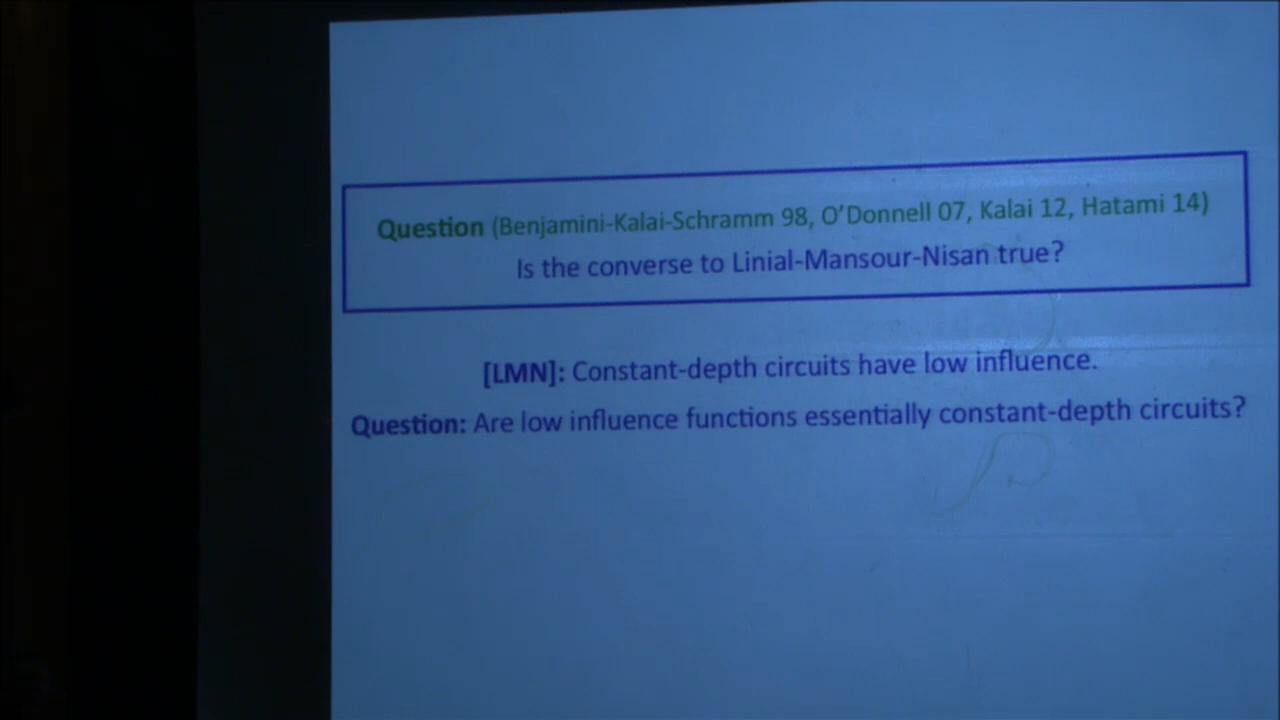 Question (Benjamini-Kalai-Schramm 98, O'Donnell 07, Kalai 12, Hatami 14)
Is the converse to Linial-Mansour-Nisan true?
[LMN]: Constant-depth circuits have low influence.
Question: Are low influence functions essentially constant-depth circuits?